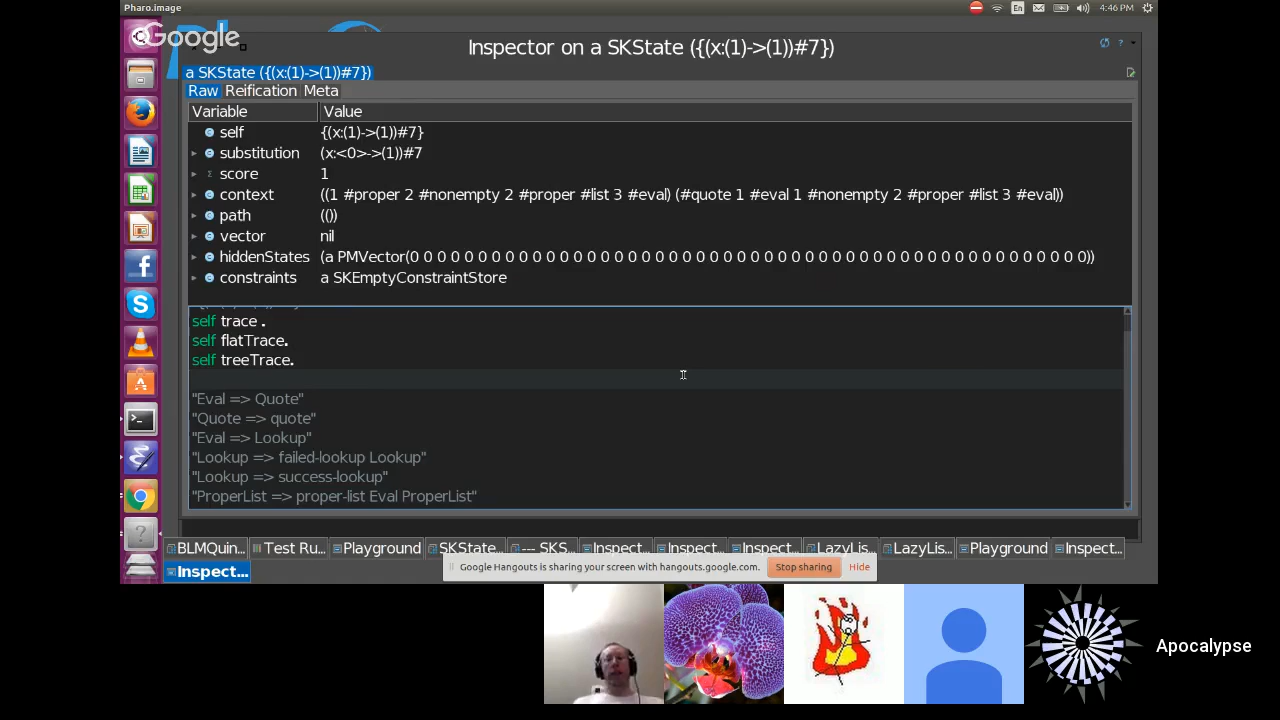 Pharo.image
En
4:46 PM
Google
Inspector on a SKState ({(x:(1)->(1))#7})
?
a SKState ({(x:(1)->(1))#7})
Raw Reification Meta
Variable Value
self {(x:(1)->(1))#7}
substitution (x:<0>->(1))#7
score 1
context ((1 #proper 2 #nonempty 2 #proper #list 3 #eval) (#quote 1 #eval 1 #nonempty 2 #proper #list 3 #eval))
path (())
vector nil
hiddenStates (a PMVector(0 0 0 0 0 0 0 0 0 0 0 0 0 0 0 0 0 0 0 0 0 0 0 0 0 0 0 0 0 0 0 0 0 0 0 0 0 0 0 0 0 0 0 0 0 0 0 0 0 0))
constraints a SKEmptyConstraintStore
self trace .
self flatTrace.
self treeTrace.
"Eval => Quote"
"Quote => quote"
"Eval => Lookup"
"Lookup => failed-lookup Lookup"
"Lookup => success-lookup"
"ProperList => proper-list Eval ProperList"
BLMQuin... Test Ru... Playground SKState... --- SKS... Inspect... Inspect... Inspect... LazyLis... LazyLis... Playground Inspect...
Inspect...
Google Hangouts is sharing your screen with hangouts.google.com. Stop sharing Hide
Apocalypse